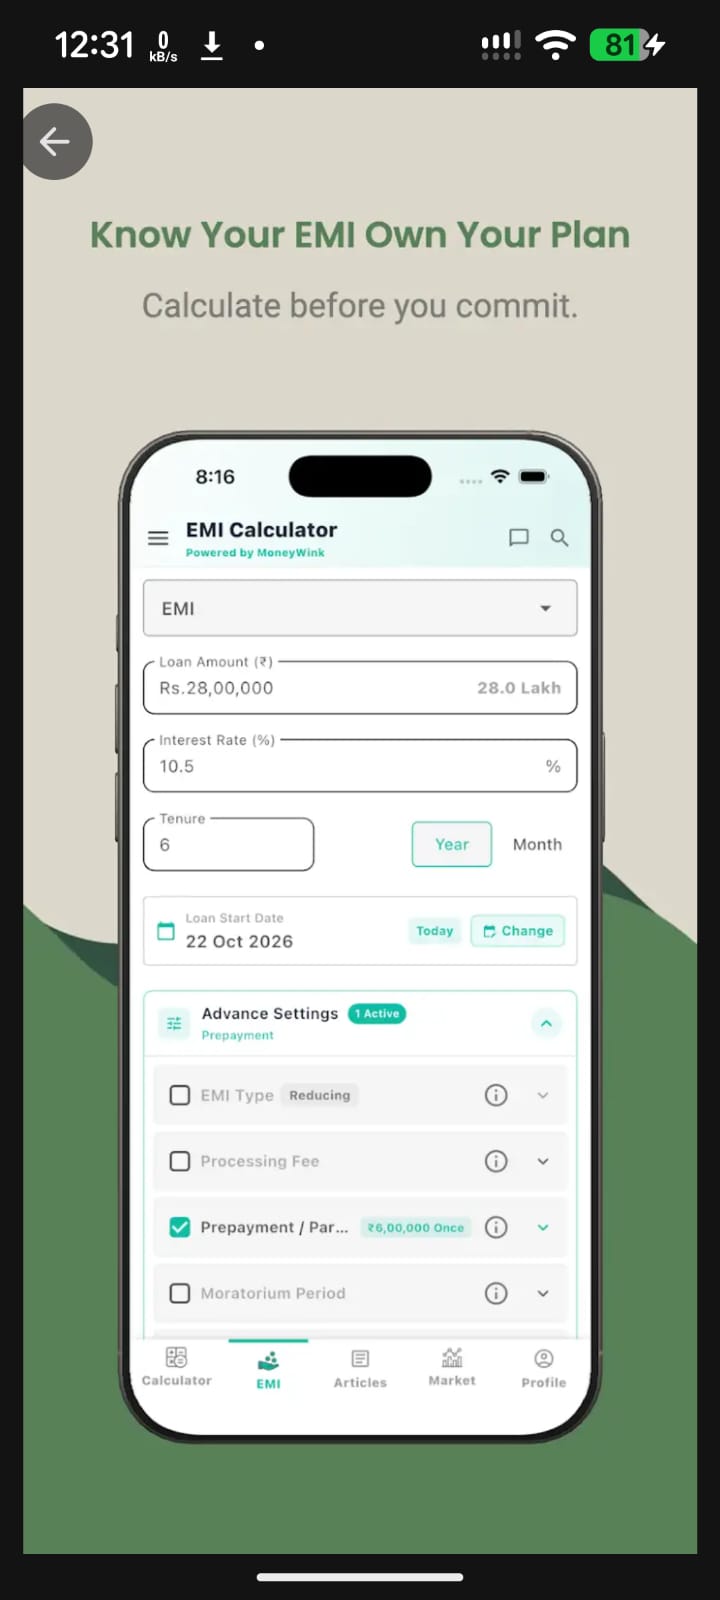 12:31 0 kB/s 81
Know Your EMI Own Your Plan
Calculate before you commit.
8:16
EMI Calculator
Powered by MoneyWink
EMI
Loan Amount (₹)
Rs.28,00,000 28.0 Lakh
Interest Rate (%)
10.5 %
Tenure
6 Year Month
Loan Start Date
22 Oct 2026 Today Change
Advance Settings 1 Active
Prepayment
EMI Type Reducing
Processing Fee
Prepayment / Par... ₹6,00,000 Once
Moratorium Period
Calculator EMI Articles Market Profile